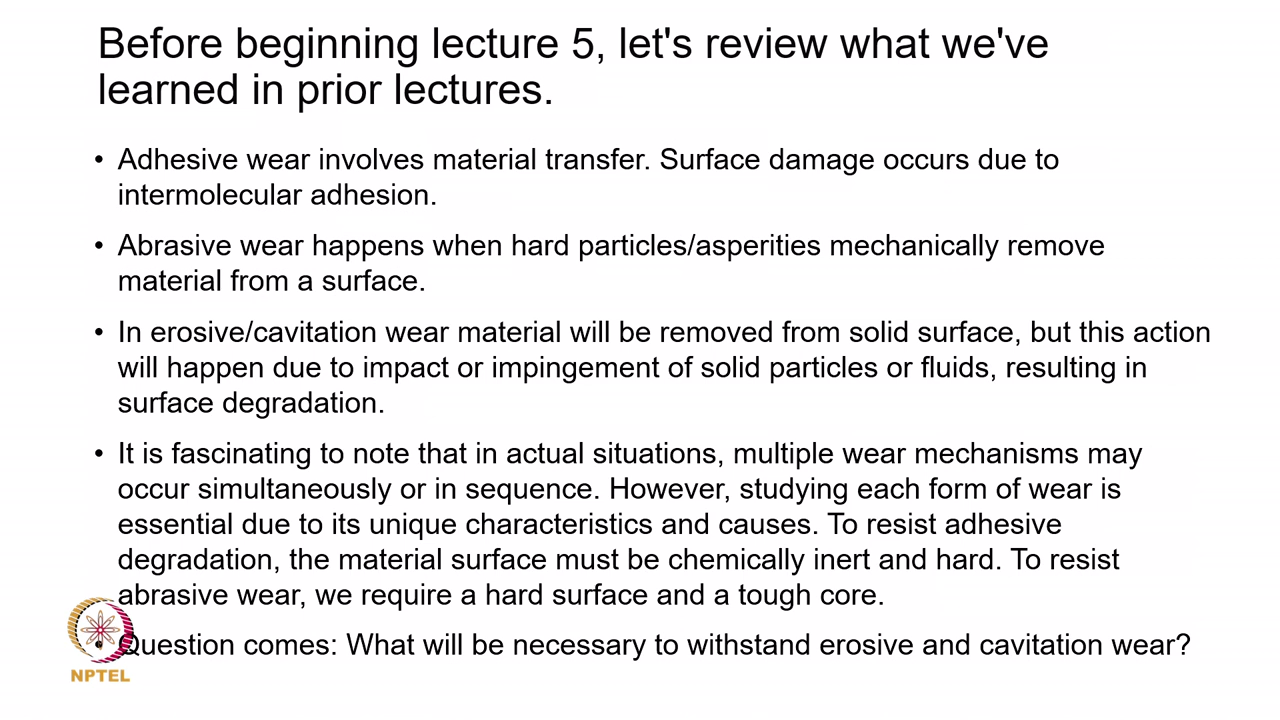 Before beginning lecture 5, let's review what we've
learned in prior lectures.
• Adhesive wear involves material transfer. Surface damage occurs due to
intermolecular adhesion.
• Abrasive wear happens when hard particles/asperities mechanically remove
material from a surface.
• In erosive/cavitation wear material will be removed from solid surface, but this action
will happen due to impact or impingement of solid particles or fluids, resulting in
surface degradation.
• It is fascinating to note that in actual situations, multiple wear mechanisms may
occur simultaneously or in sequence. However, studying each form of wear is
essential due to its unique characteristics and causes. To resist adhesive
degradation, the material surface must be chemically inert and hard. To resist
abrasive wear, we require a hard surface and a tough core.
• Question comes: What will be necessary to withstand erosive and cavitation wear?
NPTEL